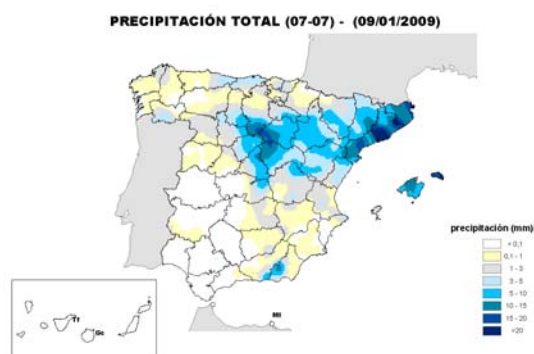 PRECIPITACIÓN TOTAL (07-07) - (09/01/2009)
precipitación (mm)
< 0,1
0,1 - 1
1 - 3
3 - 5
5 - 10
10 - 15
15 - 20
>20
Tf
Gc
Ml